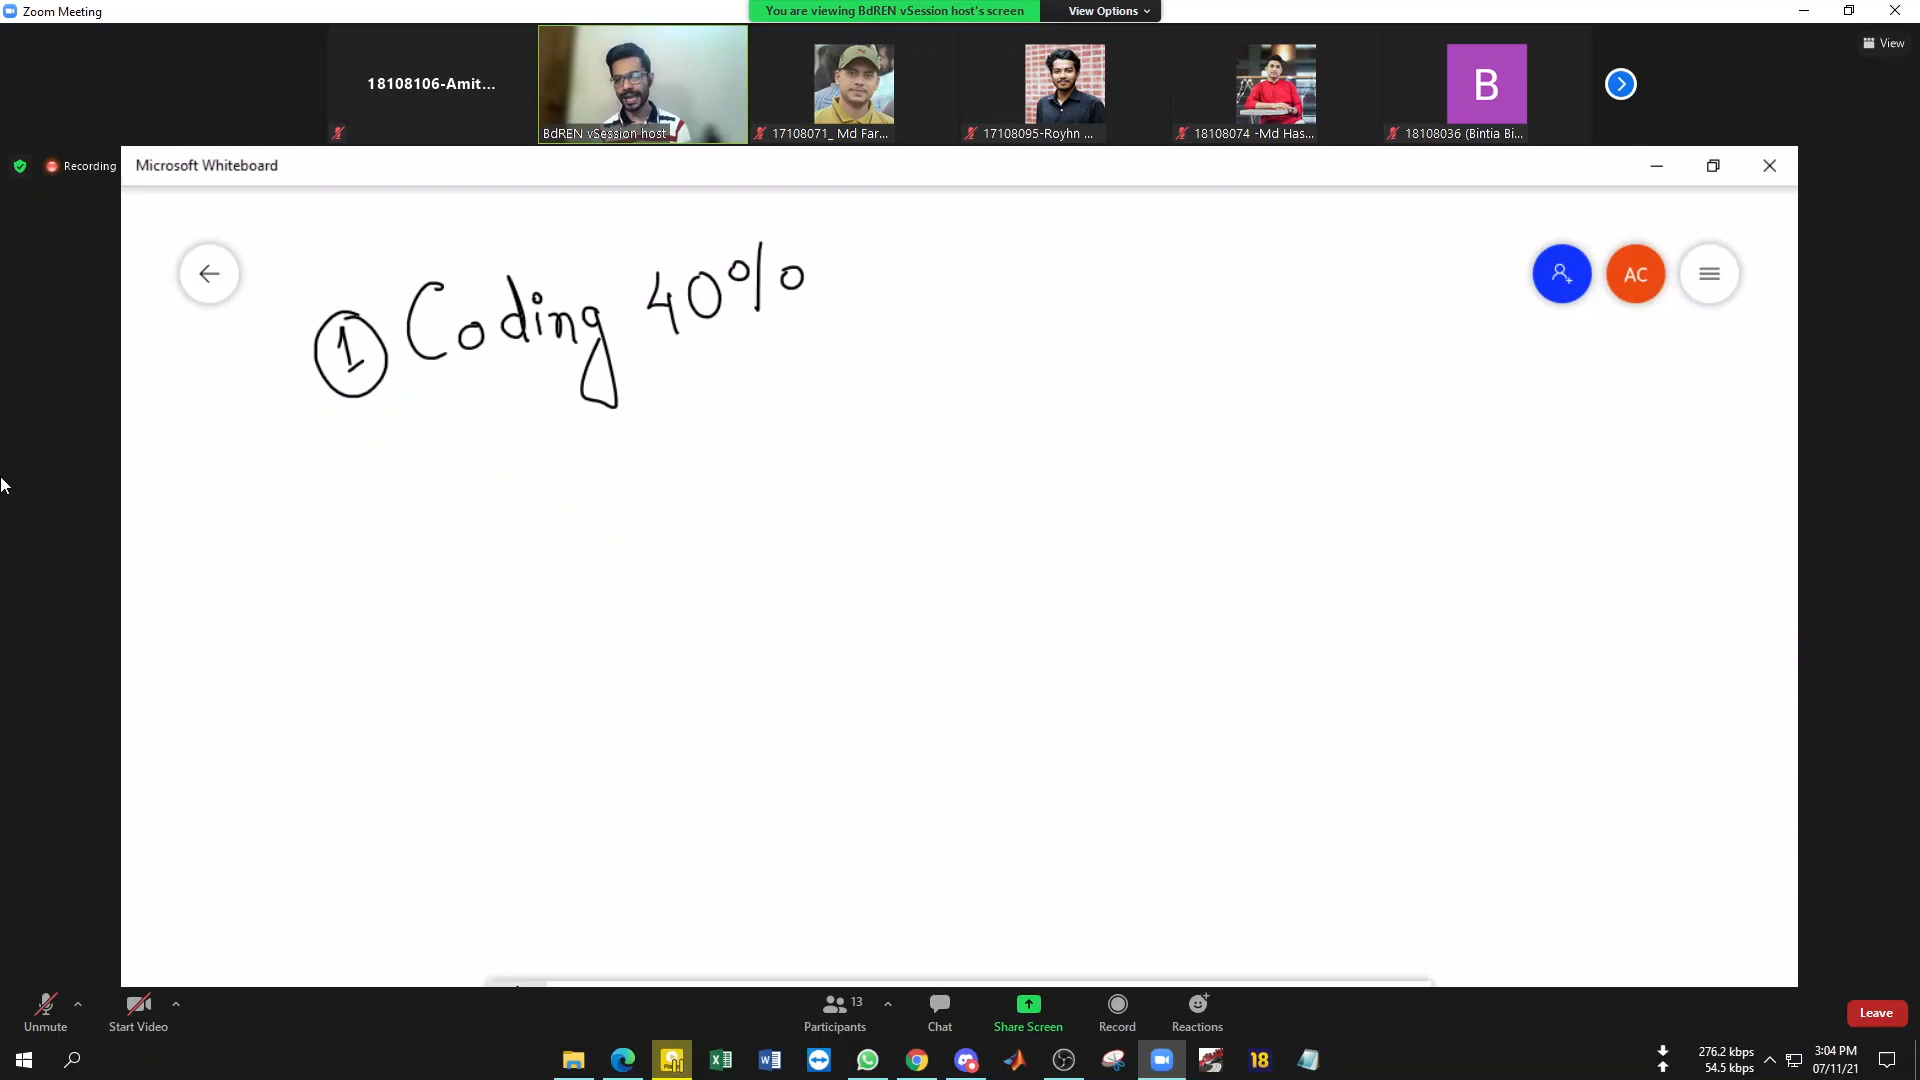 Zoom Meeting
You are viewing BdREN vSession host's screen
View Options
View
18108106-Amit...
BdREN vSession host
17108071_ Md Far...
17108095-Royhn ...
18108074 -Md Has...
B
18108036 (Bintia Bi...
Recording
Microsoft Whiteboard
AC
1 Coding 40%
Unmute
Start Video
13
Participants
Chat
Share Screen
Record
Reactions
Leave
18
276.2 kbps
54.5 kbps
3:04 PM
07/11/21